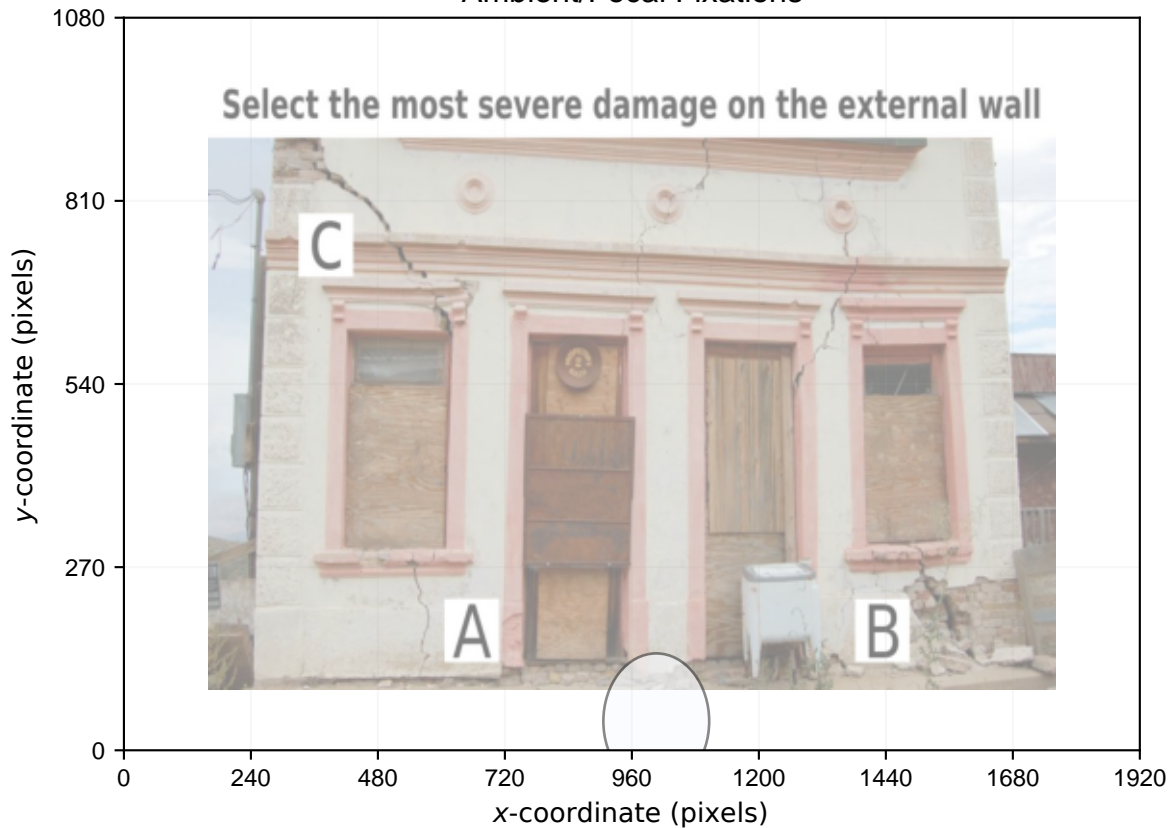 Ambient/Focal Fixations
1080
810
540
270
0
y-coordinate (pixels)
Select the most severe damage on the external wall
C
A
B
0 240 480 720 960 1200 1440 1680 1920
x-coordinate (pixels)